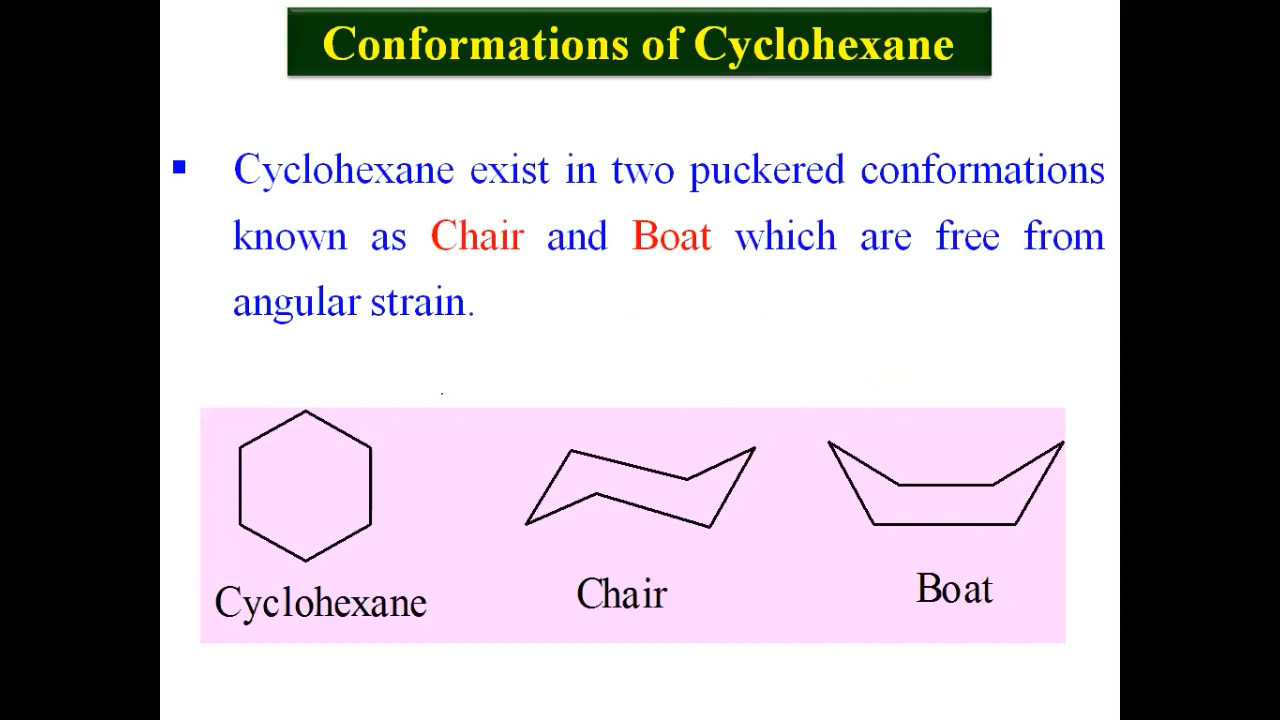 Conformations of Cyclohexane
Cyclohexane exist in two puckered conformations
known as Chair and Boat which are free from
angular strain.
Cyclohexane
Chair
Boat